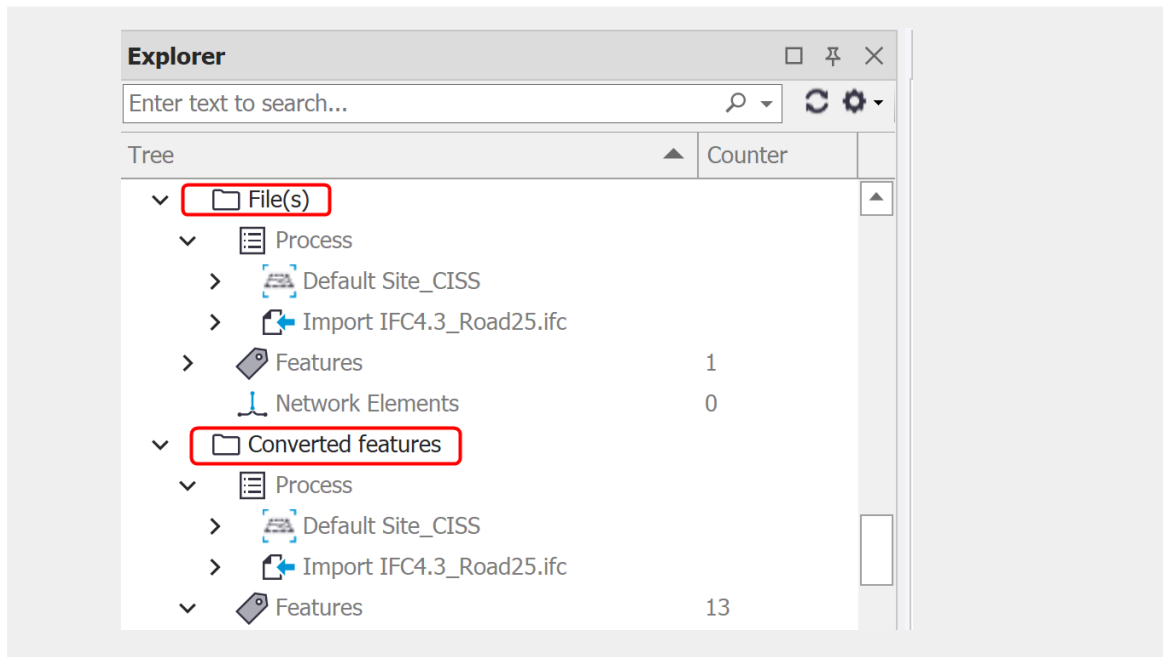 Explorer
Enter text to search...
Tree Counter
File(s)
Process
Default Site_CISS
Import IFC4.3_Road25.ifc
Features 1
Network Elements 0
Converted features
Process
Default Site_CISS
Import IFC4.3_Road25.ifc
Features 13